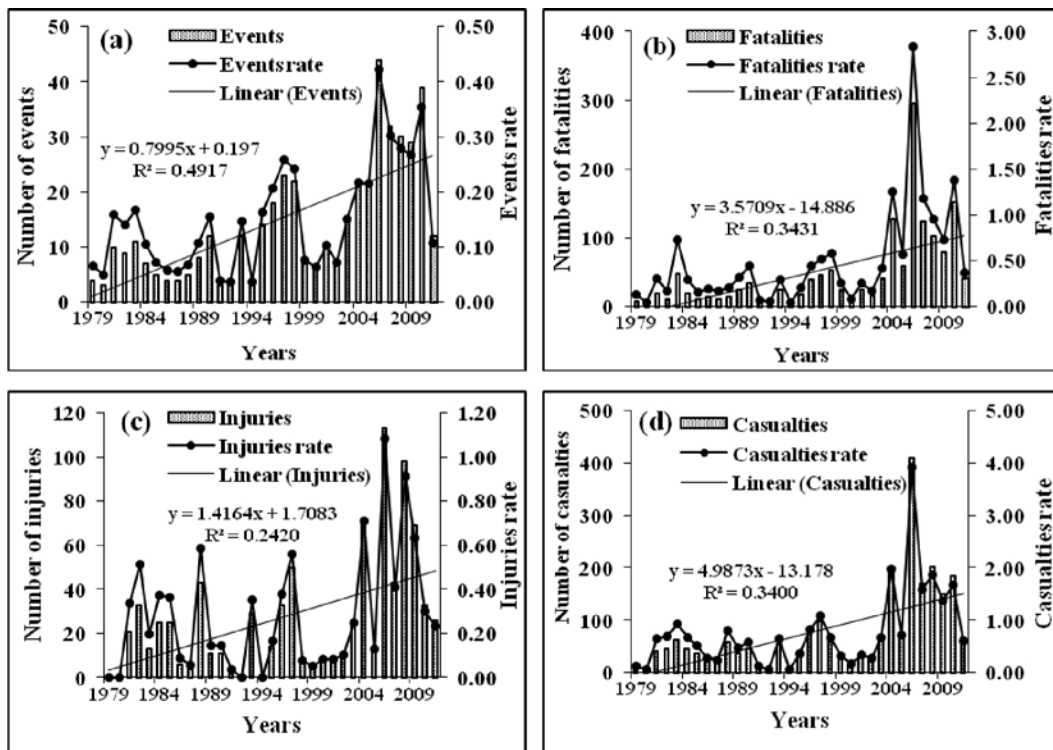 (a)
Events
Events rate
Linear (Events)
y = 0.7995x + 0.197
R² = 0.4917
Number of events
50
40
30
20
10
0
0.50
0.40
0.30
0.20
0.10
0.00
Events rate
1979 1984 1989 1994 1999 2004 2009
Years
(b)
Fatalities
Fatalities rate
Linear (Fatalities)
y = 3.5709x - 14.886
R² = 0.3431
Number of fatalities
400
300
200
100
0
3.00
2.50
2.00
1.50
1.00
0.50
0.00
Fatalities rate
1979 1984 1989 1994 1999 2004 2009
Years
(c)
Injuries
Injuries rate
Linear (Injuries)
y = 1.4164x + 1.7083
R² = 0.2420
Number of injuries
120
100
80
60
40
20
0
1.20
1.00
0.80
0.60
0.40
0.20
0.00
Injuries rate
1979 1984 1989 1994 1999 2004 2009
Years
(d)
Casualties
Casualties rate
Linear (Casualties)
y = 4.9873x - 13.178
R² = 0.3400
Number of casualties
500
400
300
200
100
0
5.00
4.00
3.00
2.00
1.00
0.00
Casualties rate
1979 1984 1989 1994 1999 2004 2009
Years